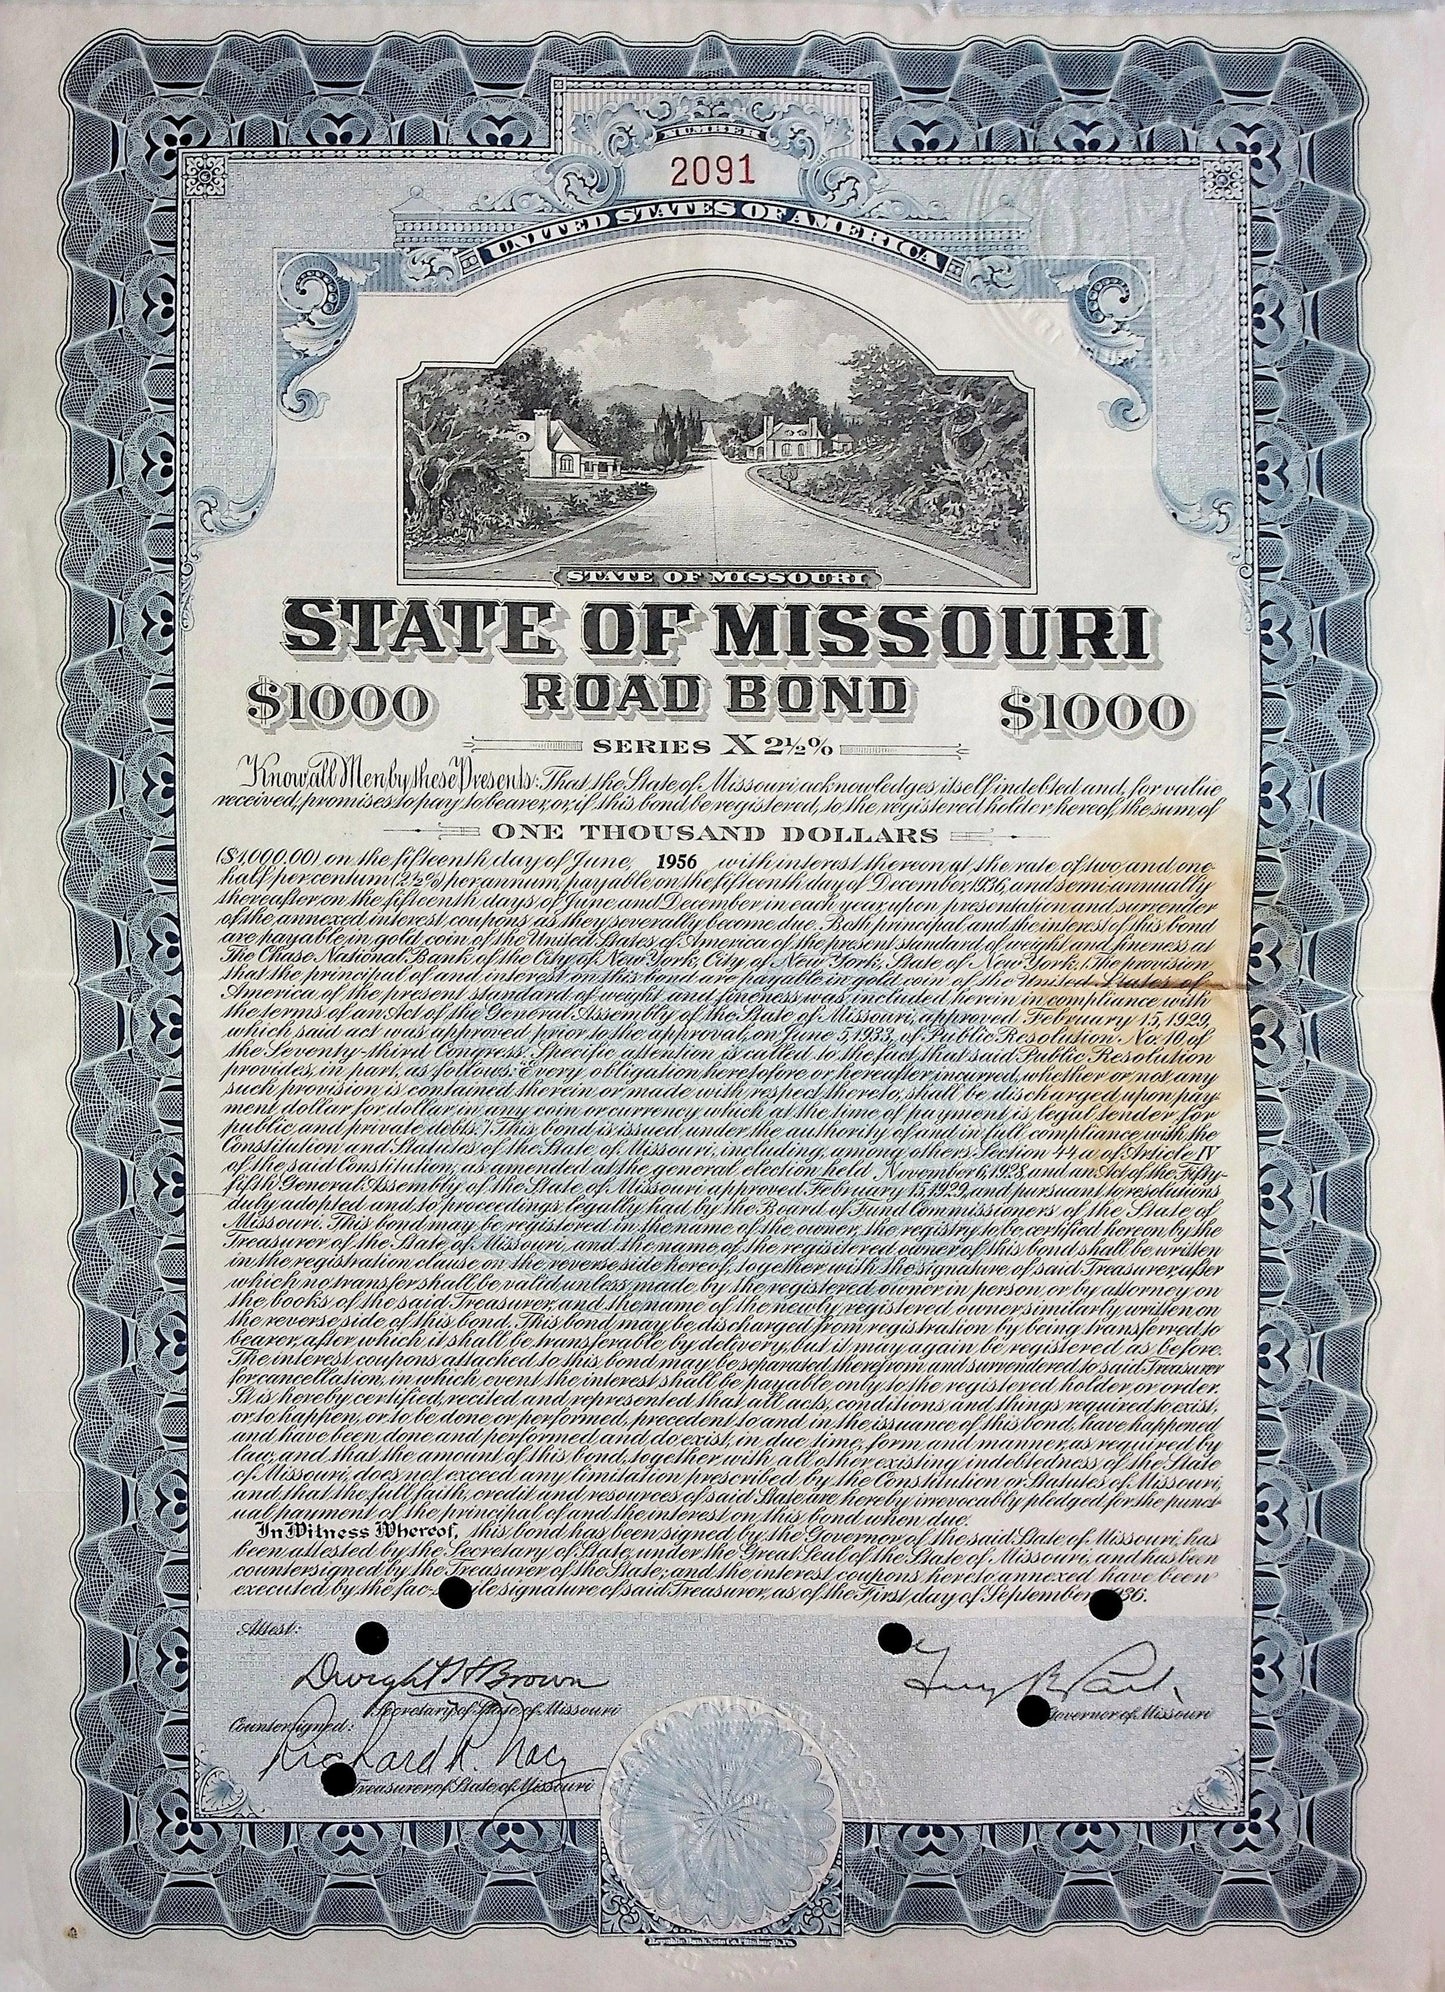 NUMBER
2091
UNITED STATES OF AMERICA
STATE OF MISSOURI
STATE OF MISSOURI
$1000 ROAD BOND $1000
SERIES X 2½%
Know all Men by these Presents: That the State of Missouri acknowledges itself indebted and, for value
received, promises to pay to bearer, or, if this bond be registered, to the registered holder hereof, the sum of
ONE THOUSAND DOLLARS
($1,000.00) on the fifteenth day of June, 1956 with interest thereon at the rate of two and one-
half per centum (2½%) per annum, payable on the fifteenth day of December, 1936, and semi-annually
thereafter on the fifteenth days of June and December in each year, upon presentation and surrender
of the annexed interest coupons as they severally become due. Both principal and the interest of this bond
are payable in gold coin of the United States of America of the present standard of weight and fineness at
The Chase National Bank of the City of New York, City of New York, State of New York. (The provision
that the principal of and interest on this bond are payable in gold coin of the United States of
America of the present standard of weight and fineness was included herein in compliance with
the terms of an Act of the General Assembly of the State of Missouri, approved February 15, 1929,
which said act was approved prior to the approval, on June 5, 1933, of Public Resolution No. 10 of
the Seventy-third Congress. Specific attention is called to the fact that said Public Resolution
provides, in part, as follows: "Every obligation, heretofore or hereafter incurred, whether or not any
such provision is contained therein or made with respect thereto, shall be discharged upon pay-
ment dollar for dollar in any coin or currency which at the time of payment is legal tender for
public and private debts.") This bond is issued under the authority of and in full compliance with the
Constitution and Statutes of the State of Missouri, including, among others, Section 44a of Article IV
of the said Constitution, as amended at the general election held November 6, 1928, and an Act of the Fifty-
fifth General Assembly of the State of Missouri approved February 15, 1929, and pursuant to resolutions
duly adopted and to proceedings legally had by the Board of Fund Commissioners of the State of
Missouri. This bond may be registered in the name of the owner, the registry to be certified hereon by the
Treasurer of the State of Missouri, and the name of the registered owner of this bond shall be written
in the registration clause on the reverse side hereof, together with the signature of said Treasurer, after
which no transfer shall be valid unless made by the registered owner in person, or by attorney on
the books of the said Treasurer, and the name of the newly registered owner similarly written on
the reverse side of this bond. This bond may be discharged from registration by being transferred to
bearer, after which it shall be transferable by delivery, but it may again be registered as before.
The interest coupons attached to this bond may be separated therefrom and surrendered to said Treasurer
for cancellation, in which event the interest shall be payable only to the registered holder, or order.
It is hereby certified, recited and represented that all acts, conditions and things required to exist,
or to happen, or to be done or performed, precedent to and in the issuance of this bond, have happened
and have been done and performed and do exist, in due time, form and manner, as required by
law, and that the amount of this bond, together with all other existing indebtedness of the State
of Missouri, does not exceed any limitation prescribed by the Constitution or Statutes of Missouri,
and that the full faith, credit and resources of said State are hereby irrevocably pledged for the punct-
ual payment of the principal of and the interest on this bond when due.
In Witness Whereof, this bond has been signed by the Governor of the said State of Missouri, has
been attested by the Secretary of State, under the Great Seal of the State of Missouri, and has been
countersigned by the Treasurer of the State; and the interest coupons hereto annexed have been
executed by the signature of said Treasurer, as of the First day of September
Attest:
Dwight H Brown
Secretary of State of Missouri
Governor of Missouri
Countersigned:
Richard R. Nacy
Treasurer of State of Missouri
Republic Bank Note Co. Pittsburgh, Pa.